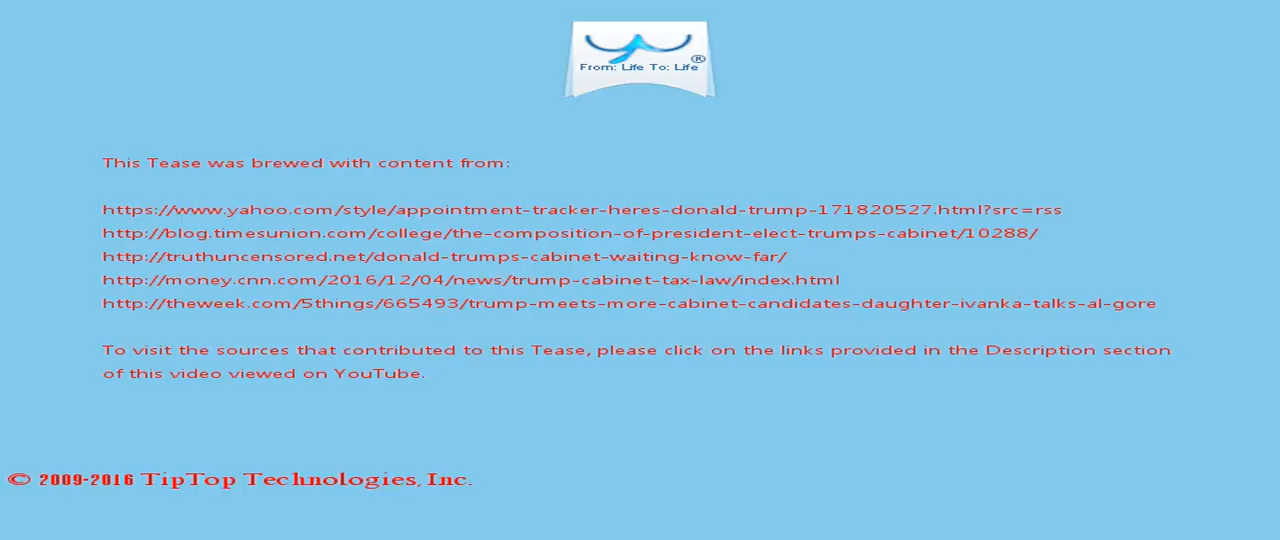 From: Life To: Life®
This Tease was brewed with content from:
https://www.yahoo.com/style/appointment-tracker-heres-donald-trump-171820527.html?src=rss
http://blog.timesunion.com/college/the-composition-of-president-elect-trumps-cabinet/10288/
http://truthuncensored.net/donald-trumps-cabinet-waiting-know-far/
http://money.cnn.com/2016/12/04/news/trump-cabinet-tax-law/index.html
http://theweek.com/5things/665493/trump-meets-more-cabinet-candidates-daughter-ivanka-talks-al-gore
To visit the sources that contributed to this Tease, please click on the links provided in the Description section
of this video viewed on YouTube.
© 2009-2016 TipTop Technologies, Inc.